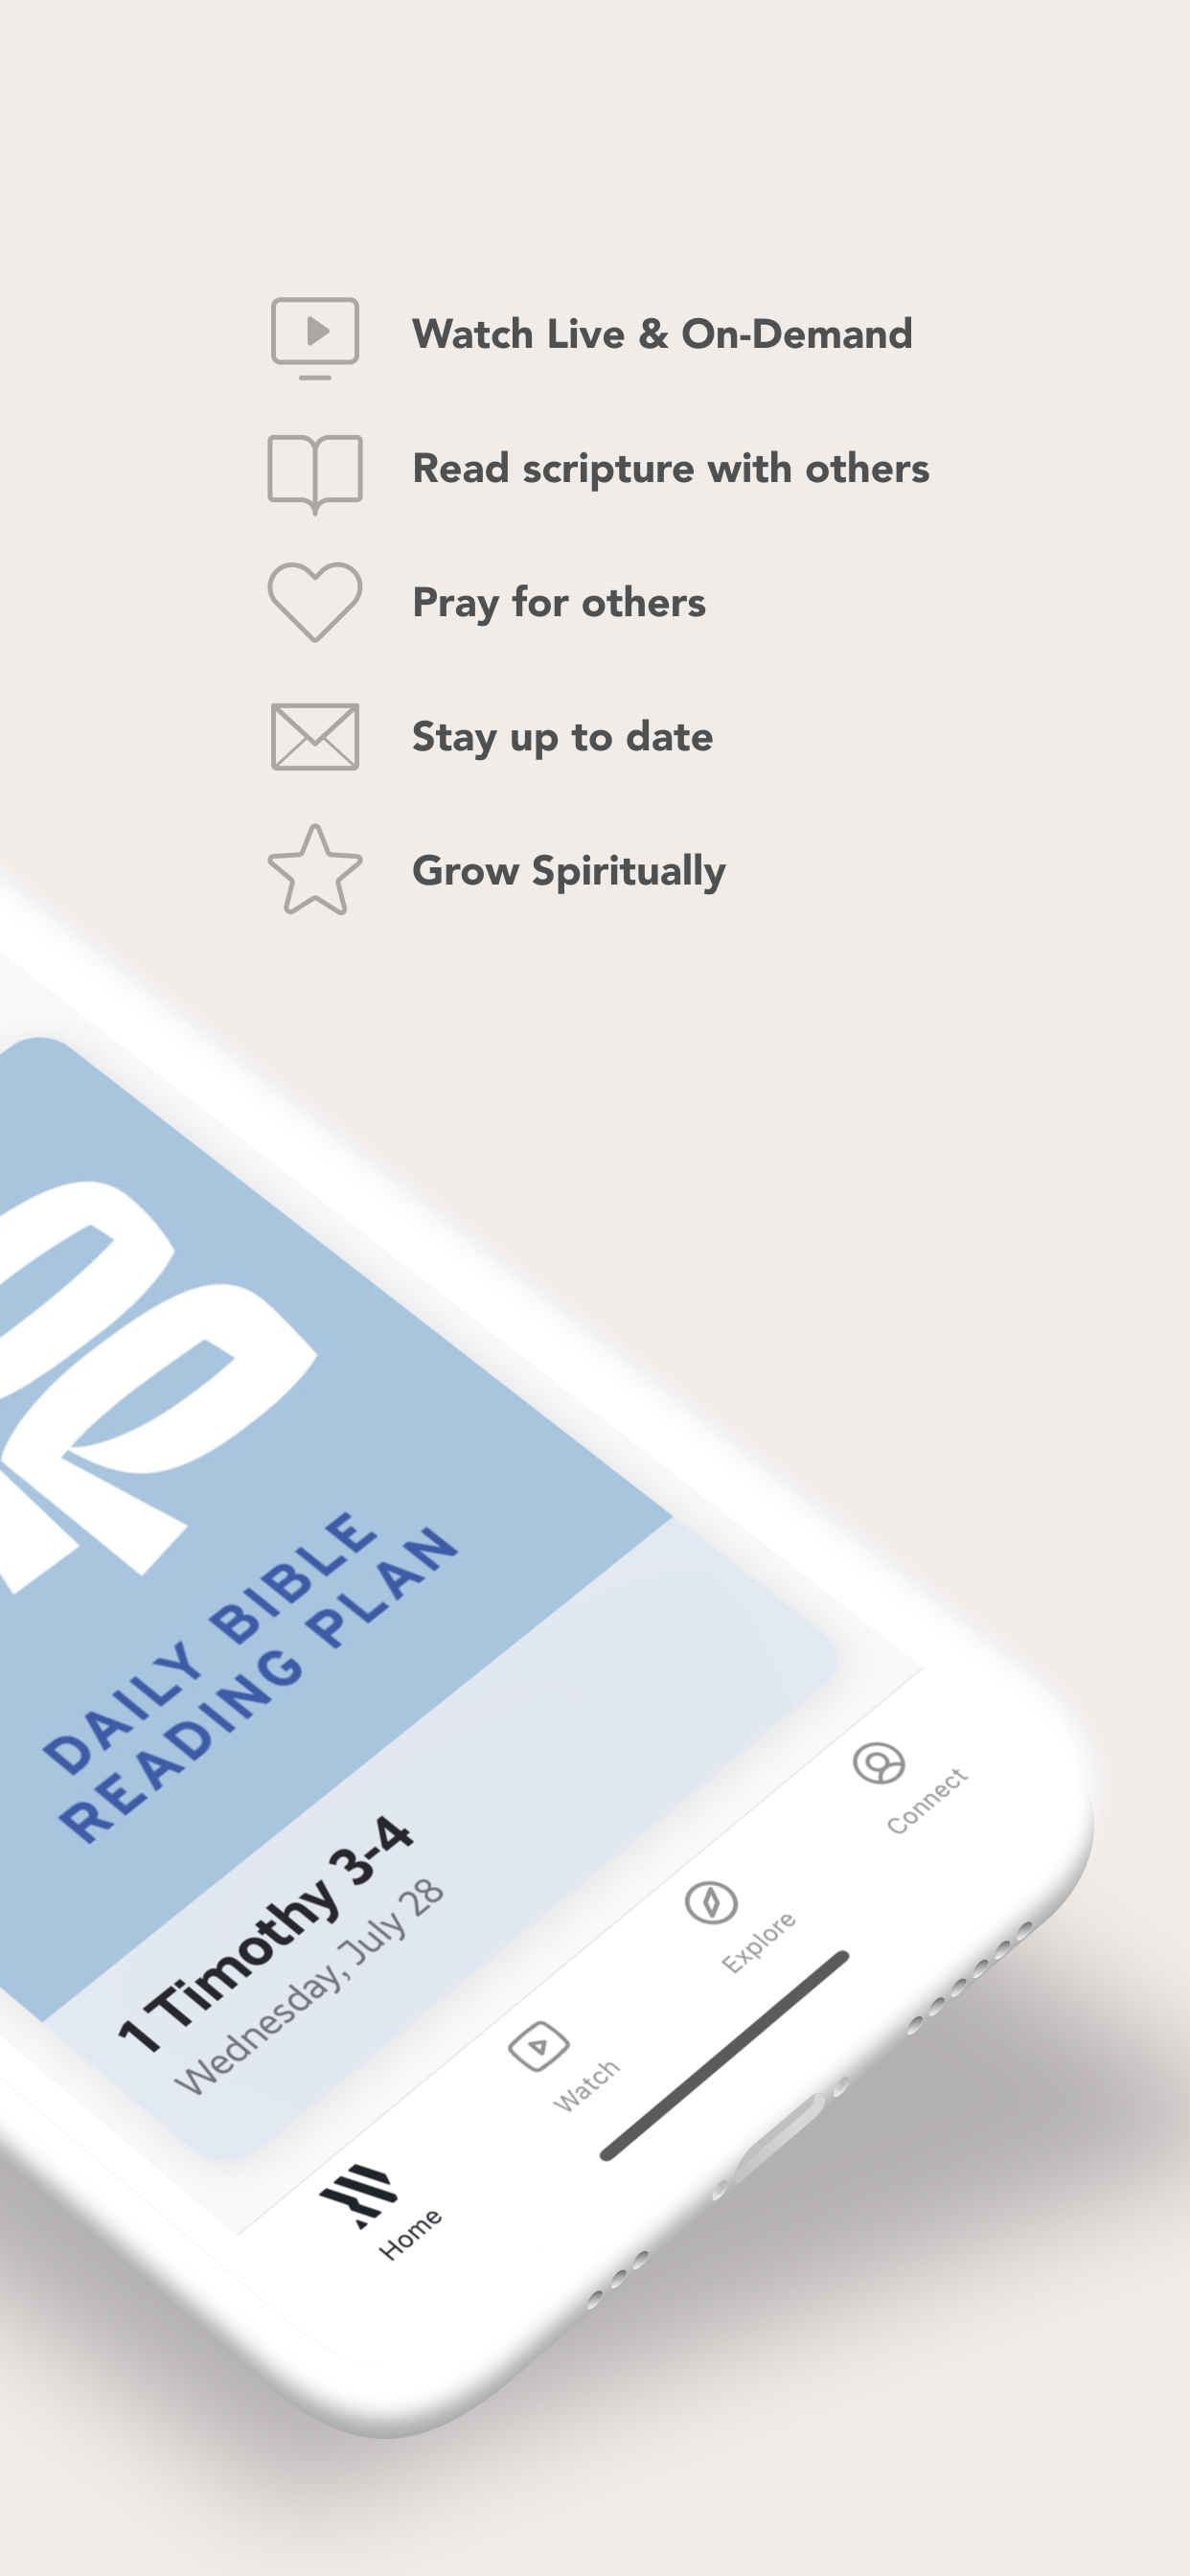 Watch Live & On-Demand
Read scripture with others
Pray for others
Stay up to date
Grow Spiritually
DAILY BIBLE
READING PLAN
1 Timothy 3-4
Wednesday, July 28
Home
Watch
Explore
Connect